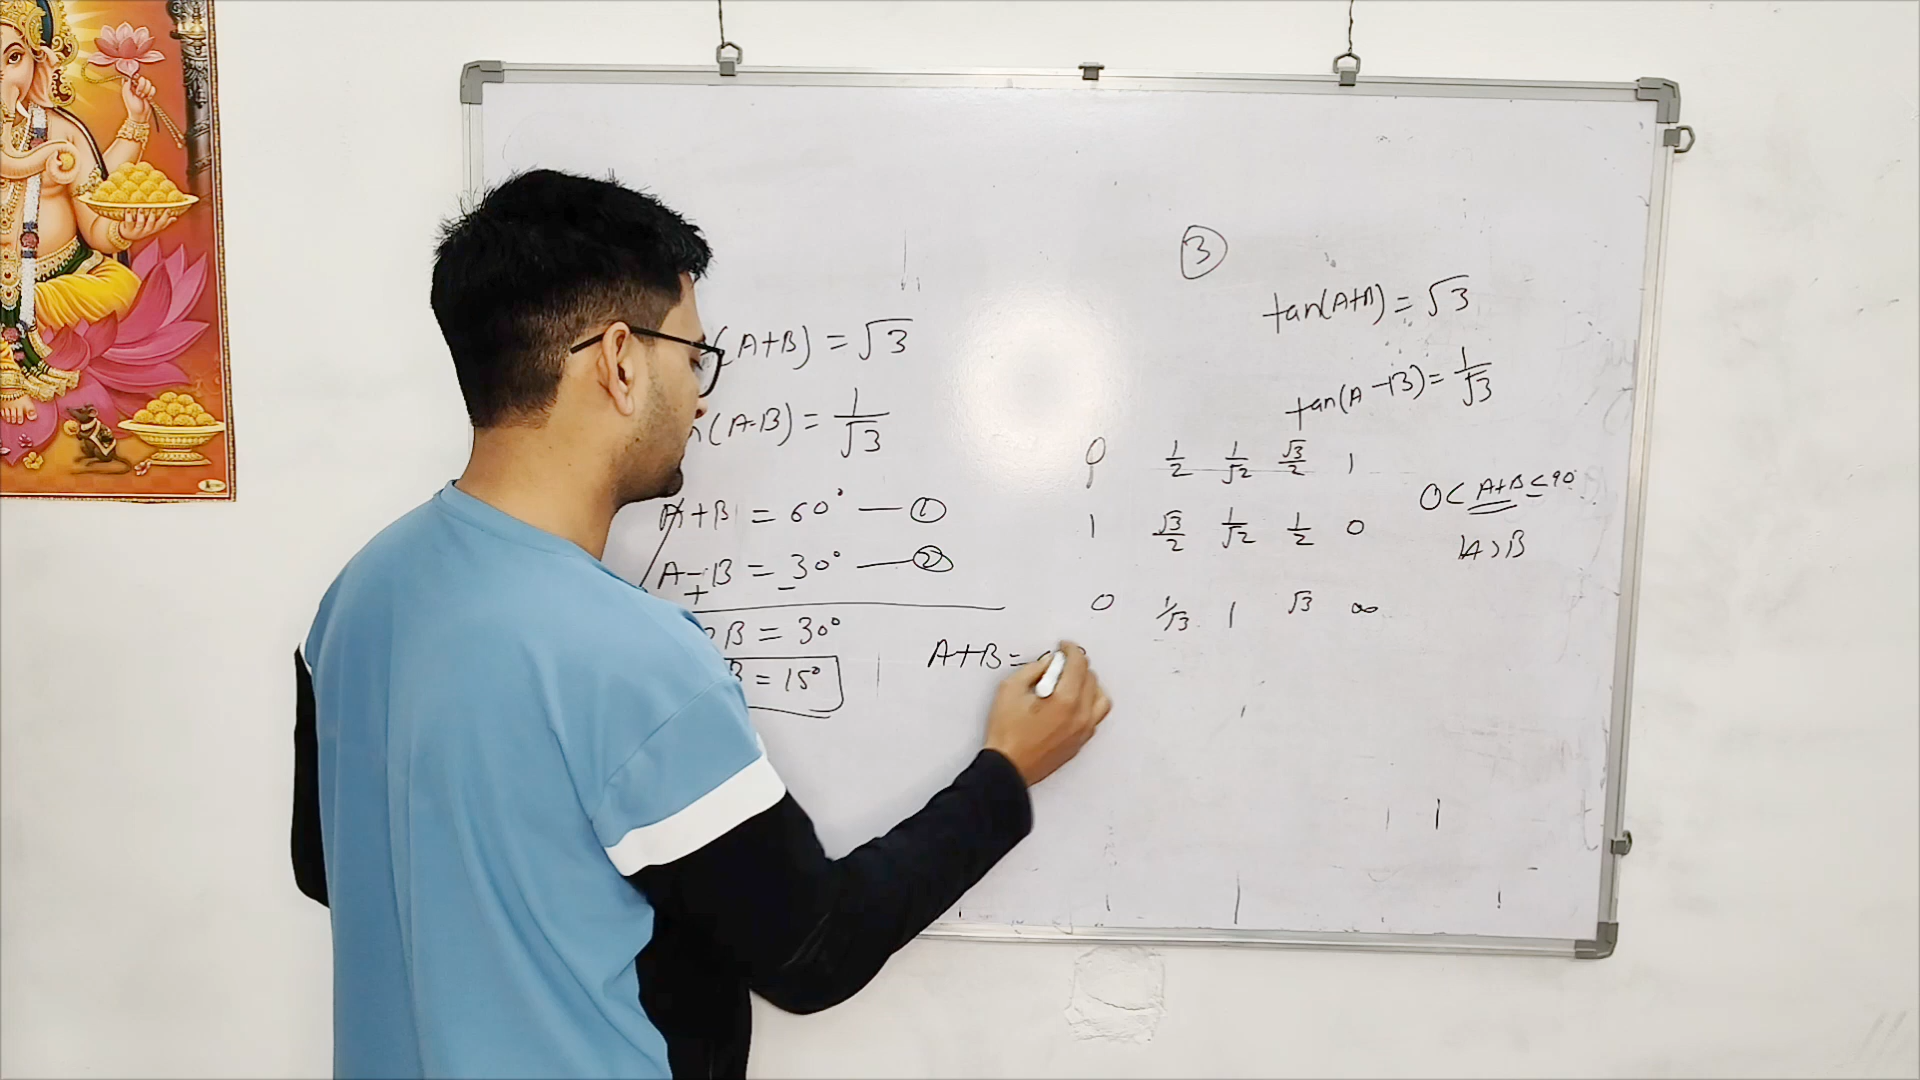 (A+B) = √3
(A-B) = 1/√3
A+B = 60° — ①
A-B = 30° — ②
+ -
B = 30°
B = 15°
A+B =
③
tan(A+B) = √3
tan(A-B) = 1/√3
0 1/2 1/√2 √3/2 1
1 √3/2 1/√2 1/2 0
0 1/√3 1 √3 ∞
0< A+B ≤90°
A>B